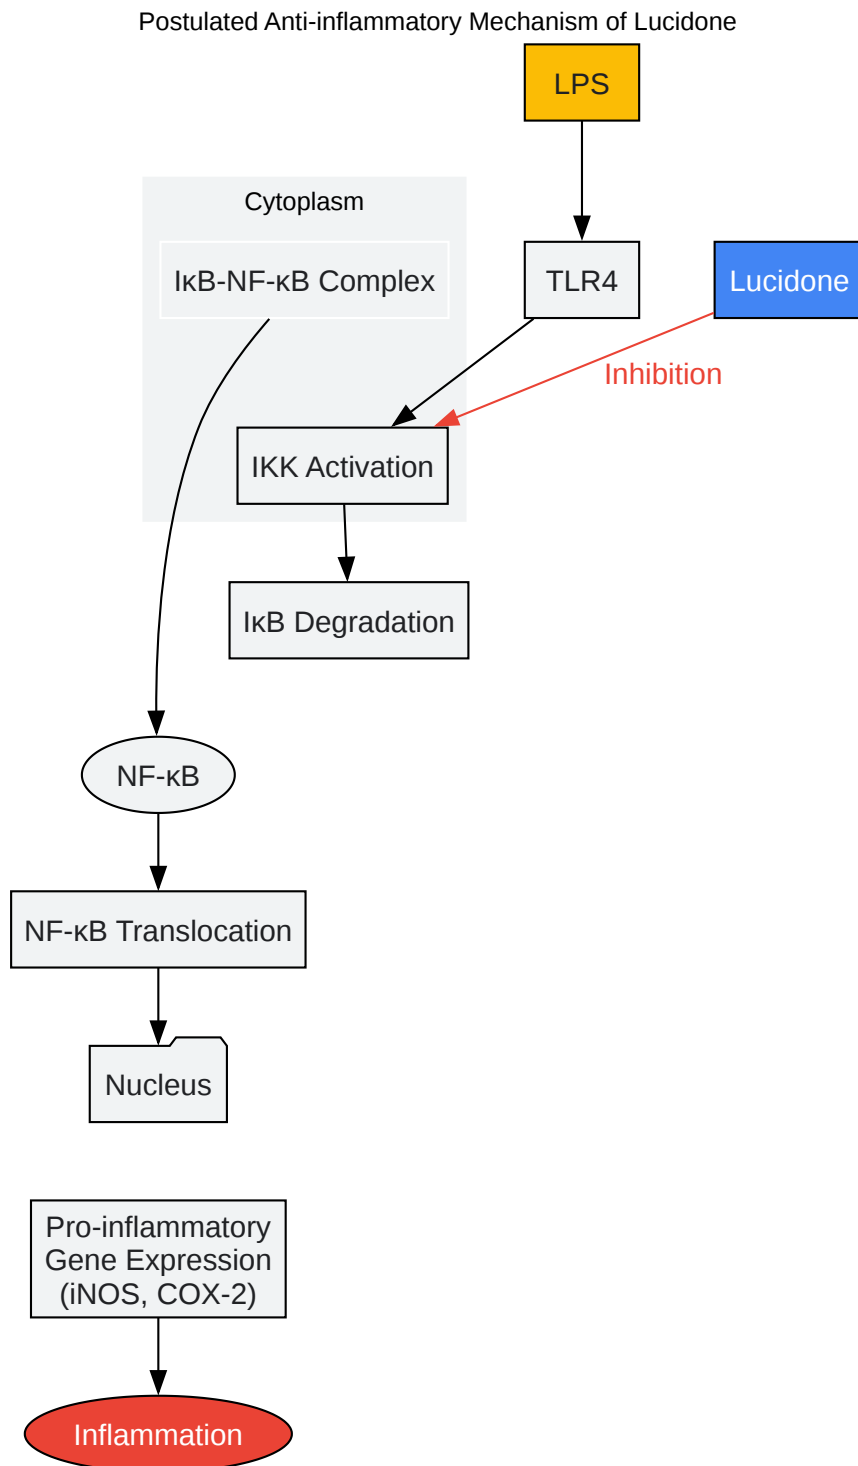 Postulated Anti-inflammatory Mechanism of Lucidone
LPS
Cytoplasm
IκB-NF-κB Complex
TLR4
Lucidone
Inhibition
IKK Activation
IκB Degradation
NF-κB
NF-κB Translocation
Nucleus
Pro-inflammatory
Gene Expression
(iNOS, COX-2)
Inflammation